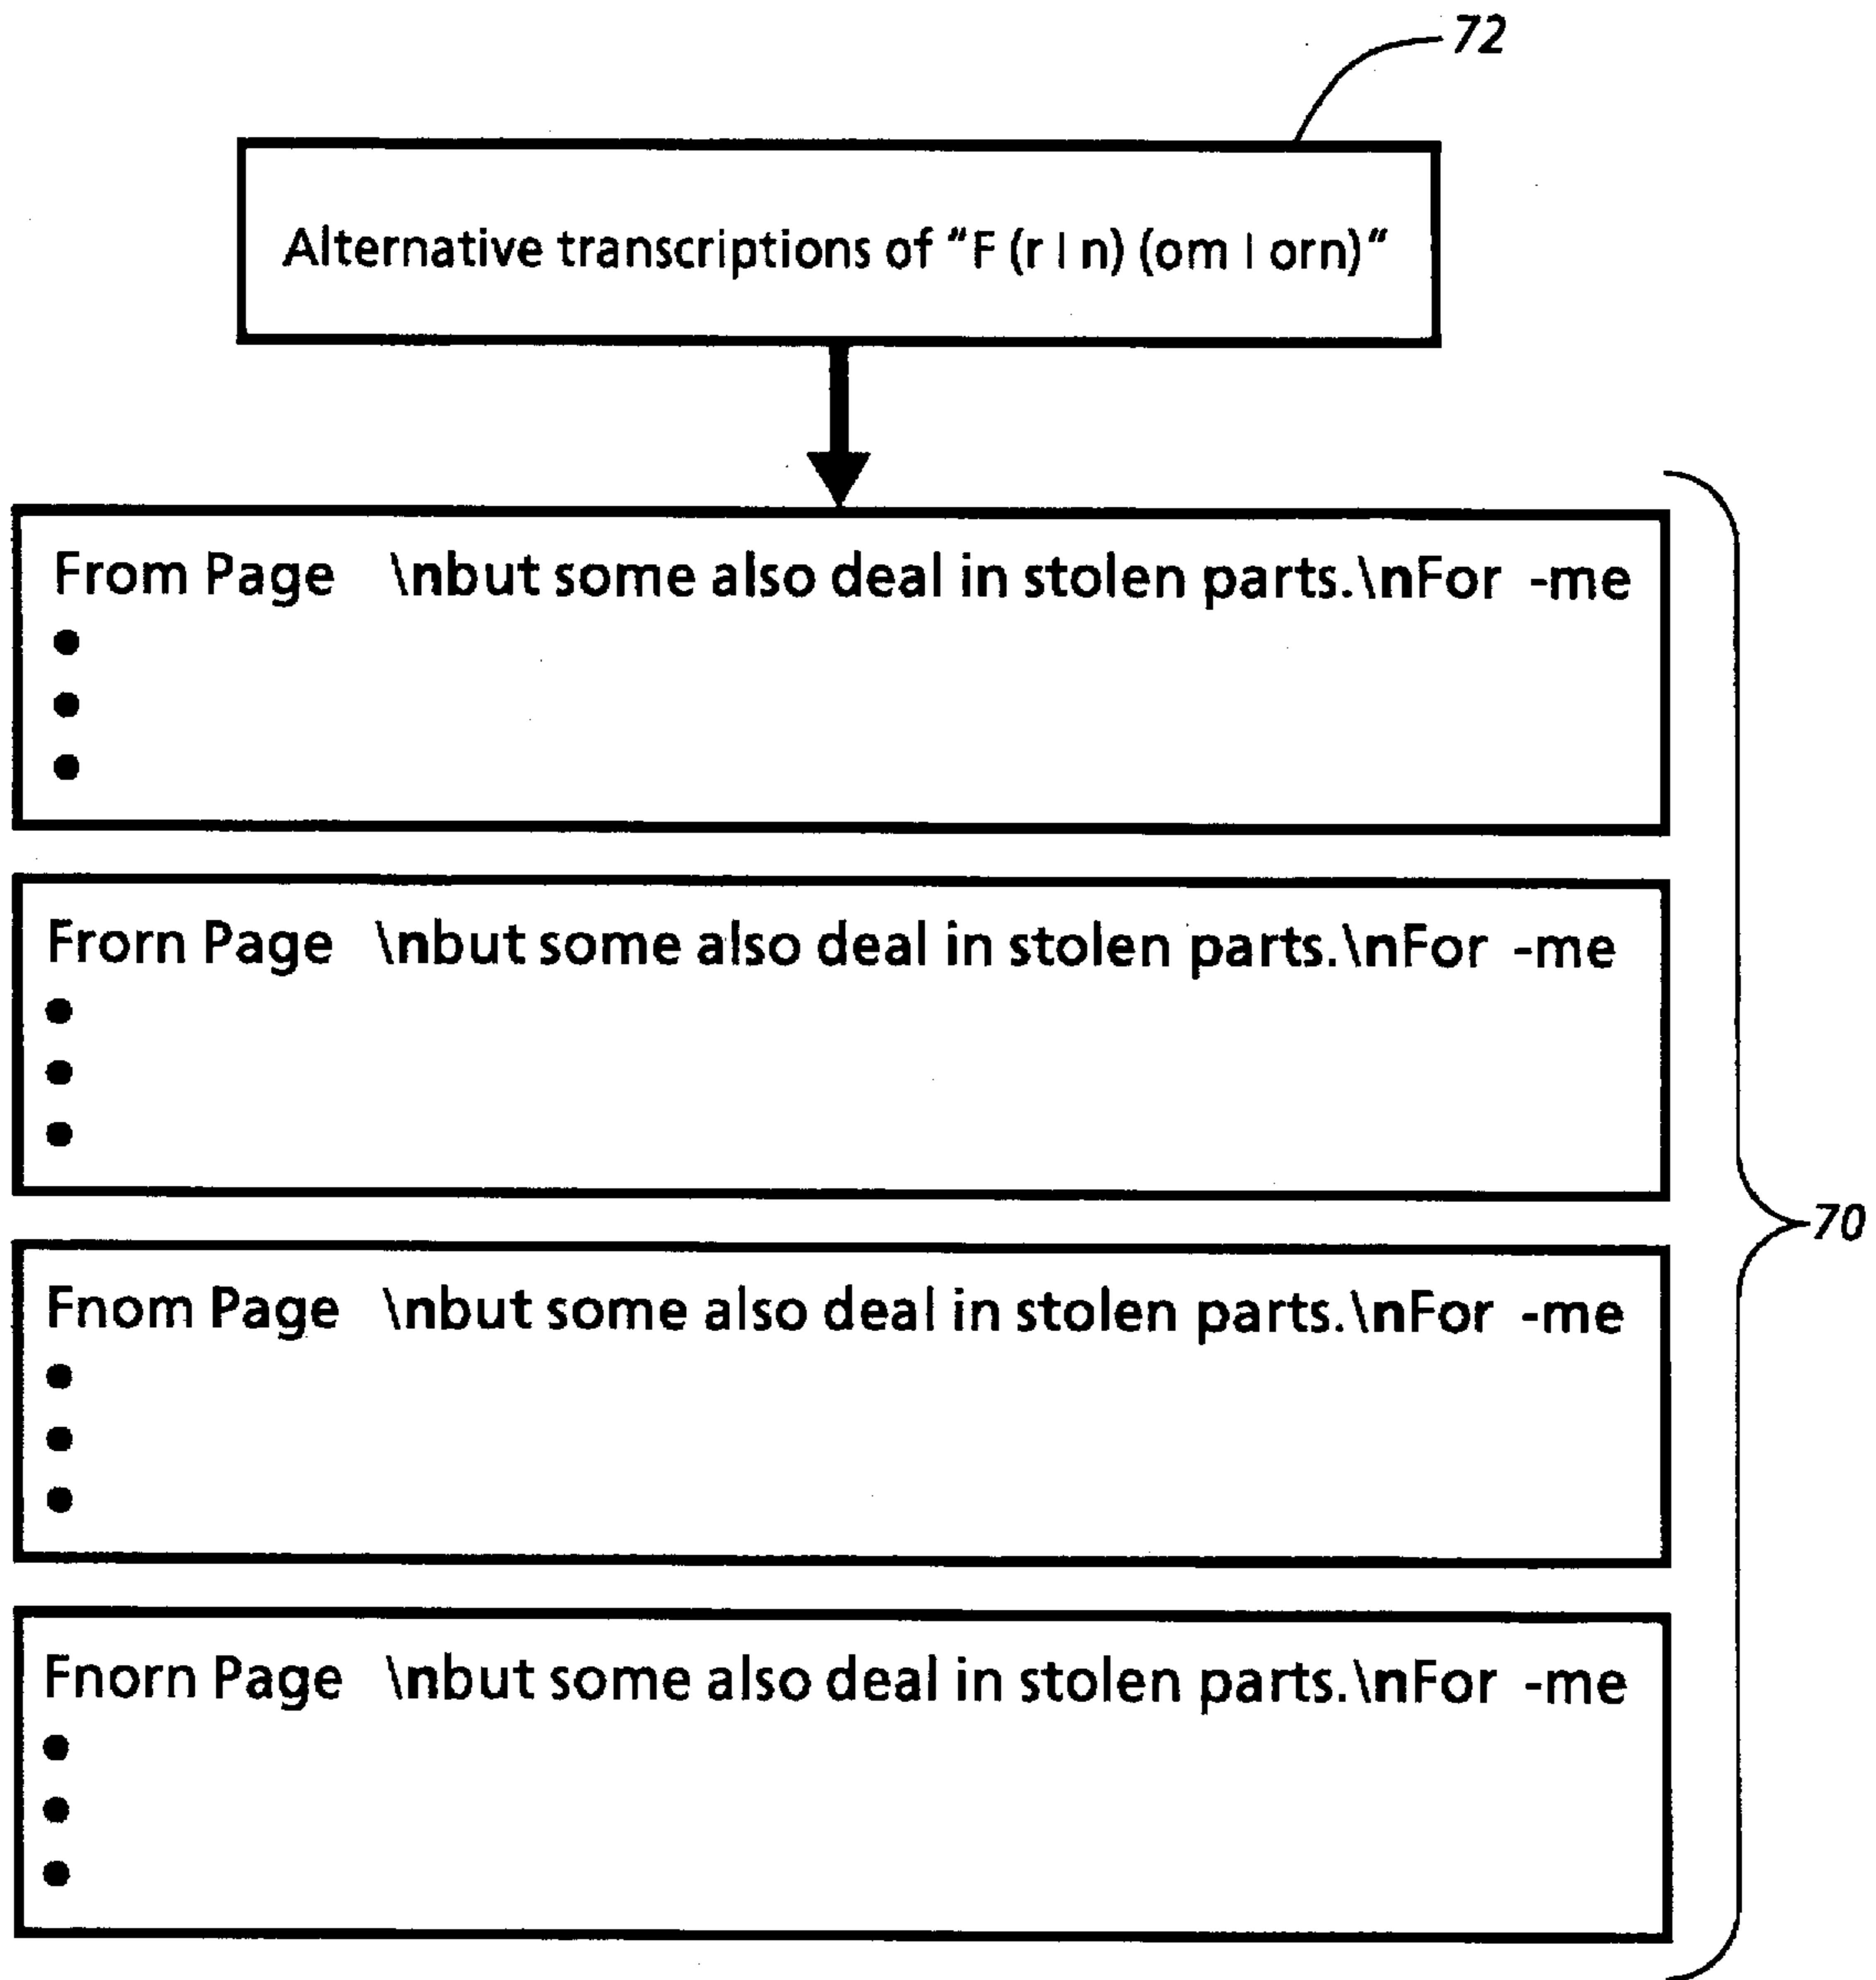 72
Alternative transcriptions of "F (r | n) (om | orn)"
From Page \nbut some also deal in stolen parts.\nFor -me
Frorn Page \nbut some also deal in stolen parts.\nFor -me
70
Fnom Page \nbut some also deal in stolen parts.\nFor -me
Fnorn Page \nbut some also deal in stolen parts.\nFor -me